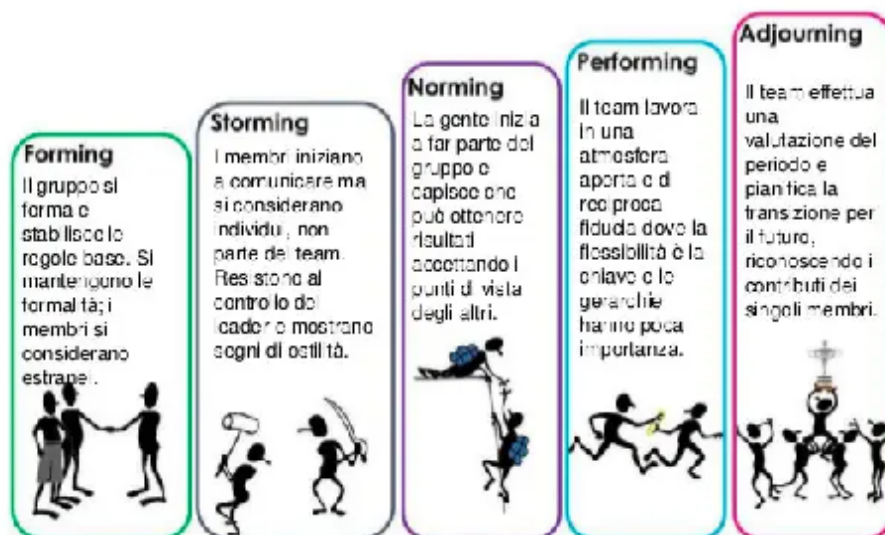 Forming
Il gruppo si
forma e
stabilisce le
regole base. Si
mantengono le
formalità; i
membri si
considerano
estranei.
Storming
I membri iniziano
a comunicare ma
si considerano
individui, non
parte del team.
Resistono al
controllo del
leader e mostrano
segni di ostilità.
Norming
La gente inizia
a far parte del
gruppo e
capisce che
può ottenere
risultati
accettando i
punti di vista
degli altri.
Performing
Il team lavora
in una
atmosfera
aperta e di
reciproca
fiducia dove la
flessibilità è la
chiave e le
gerarchie
hanno poca
importanza.
Adjourning
Il team effettua
una
valutazione del
periodo e
pianifica la
transizione per
il futuro,
riconoscendo i
contributi dei
singoli membri.